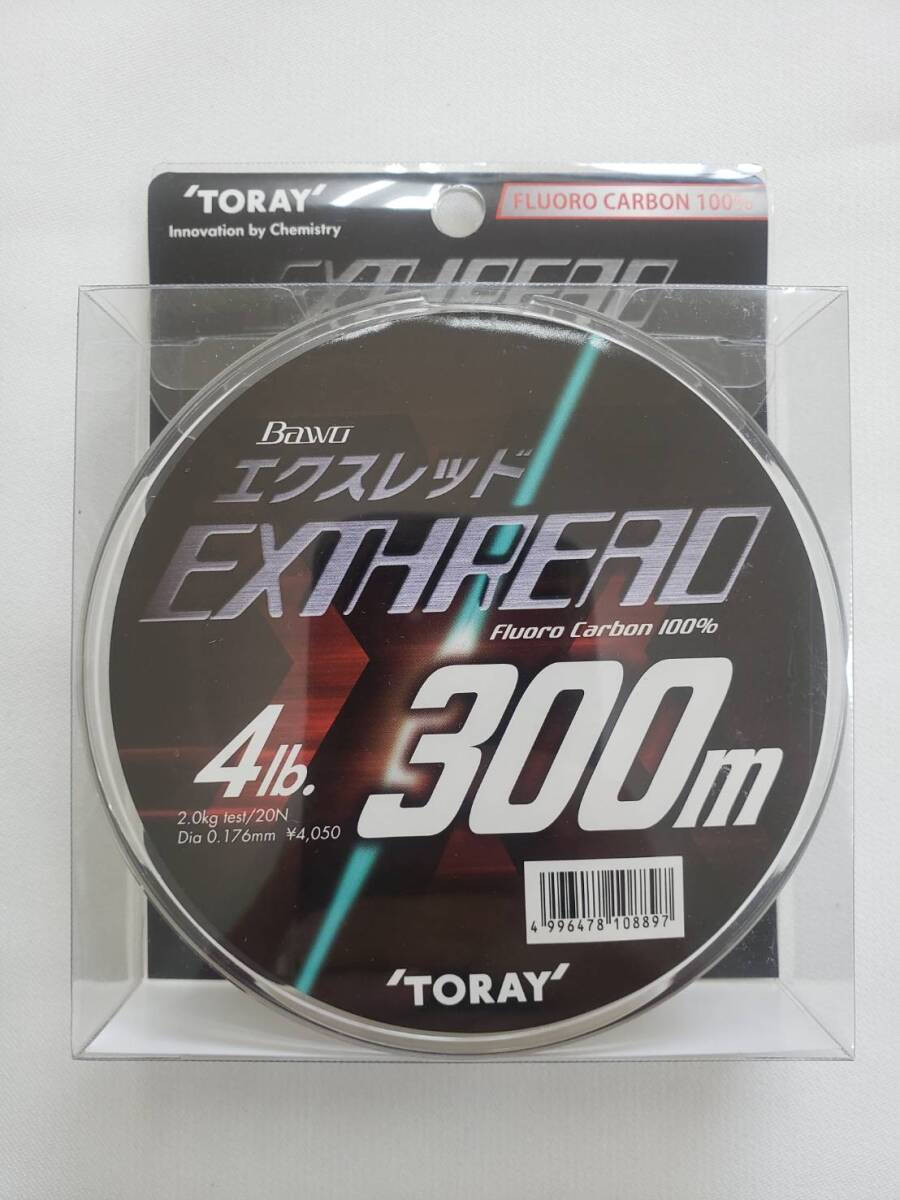 'TORAY'
Innovation by Chemistry
FLUORO CARBON 100%
EXTHREAD
Bawo
エクスレッド
EXTHREAD
Fluoro Carbon 100%
4lb.
300m
2.0kg test/20N
Dia 0.176mm ¥4,050
4 996478 108897
'TORAY'